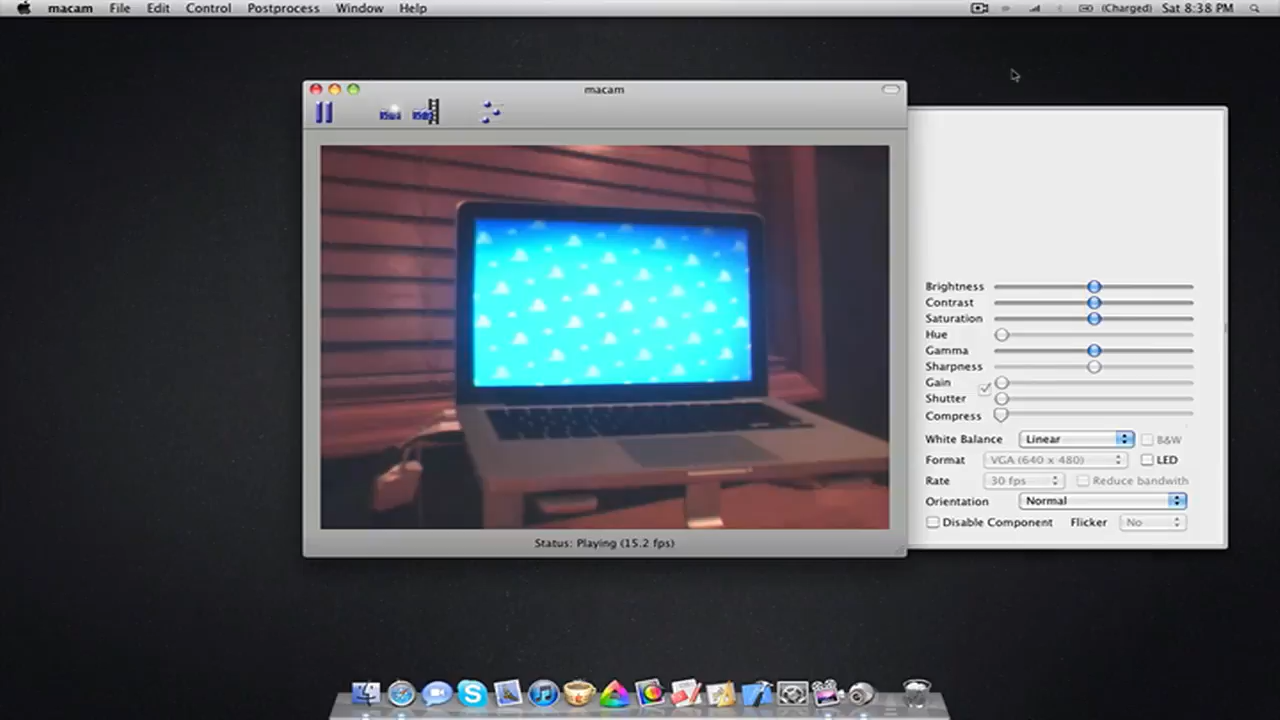 macam File Edit Control Postprocess Window Help (Charged) Sat 8:38 PM
macam
Brightness
Contrast
Saturation
Hue
Gamma
Sharpness
Gain
Shutter
Compress
White Balance Linear B&W
Format VGA (640 x 480) LED
Rate 30 fps Reduce bandwith
Orientation Normal
Disable Component Flicker No
Status: Playing (15.2 fps)